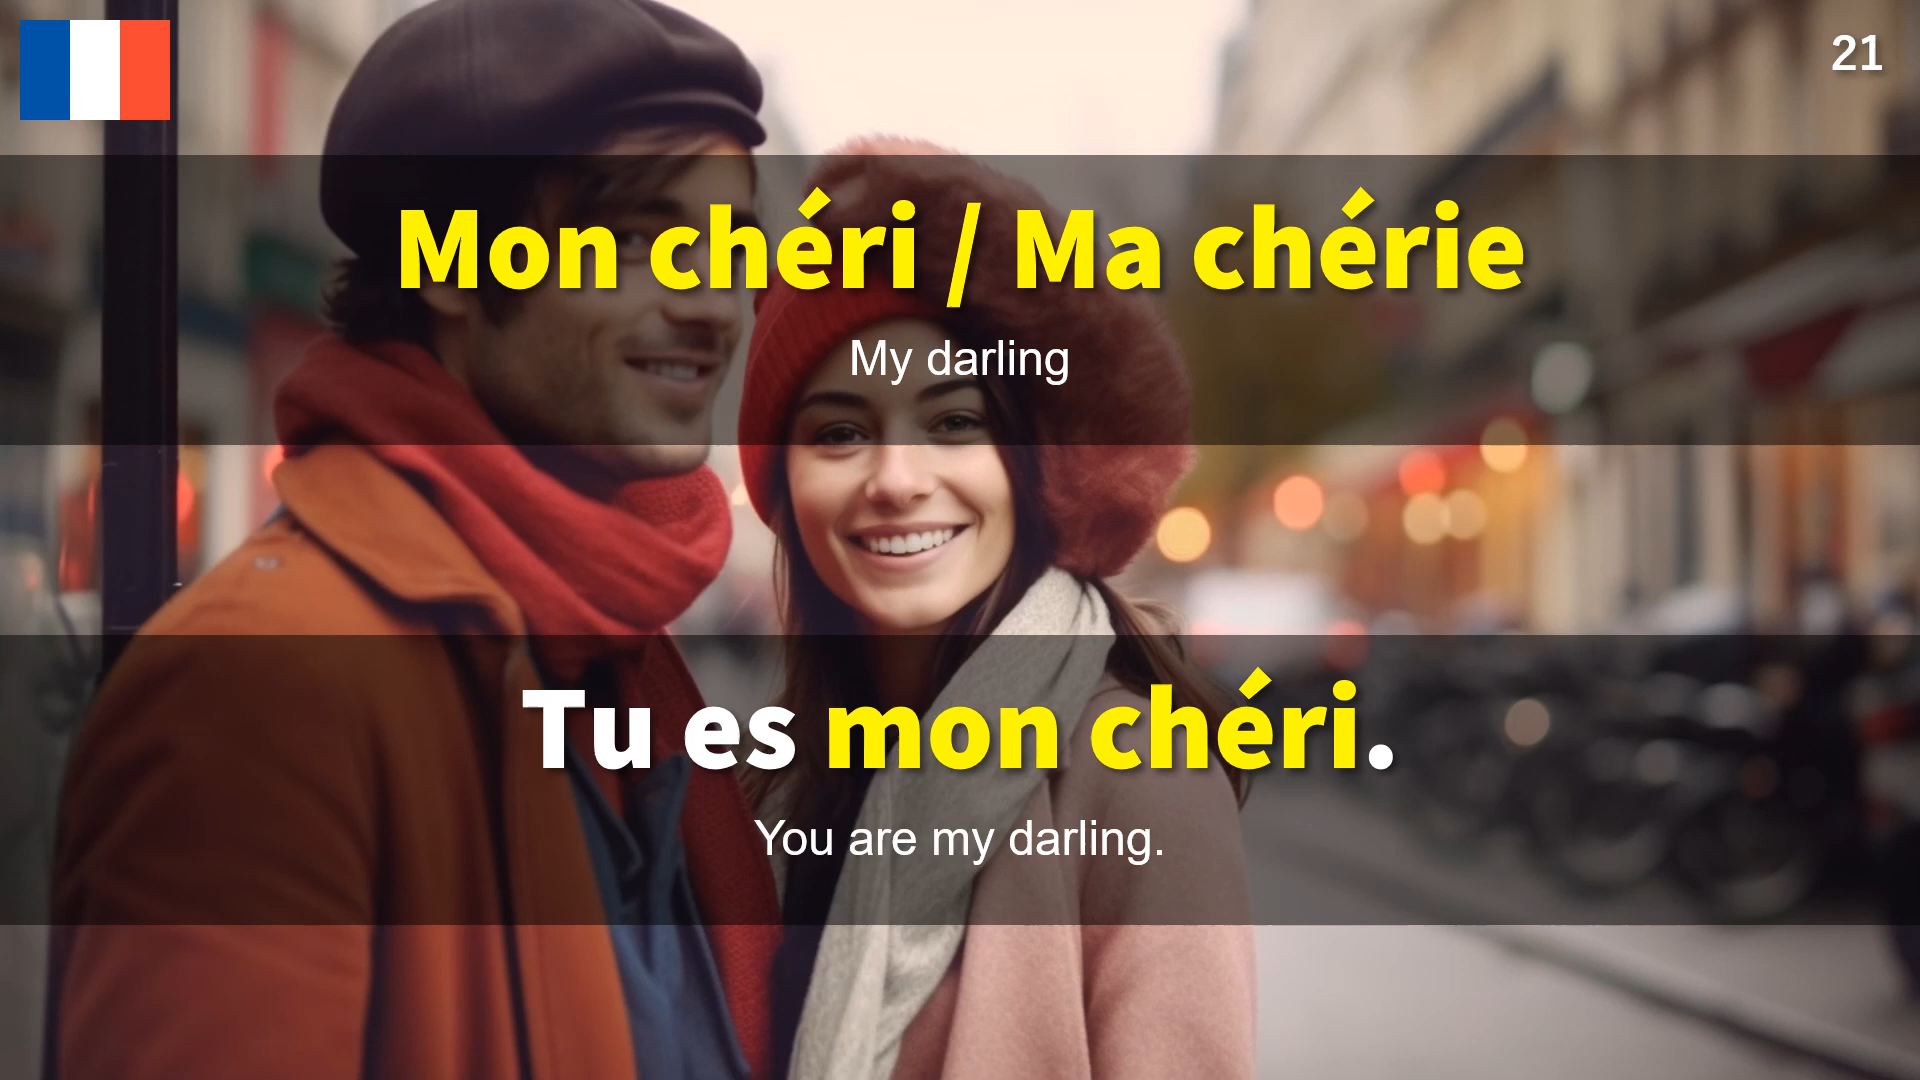 21
Mon chéri / Ma chérie
My darling
Tu es mon chéri.
You are my darling.